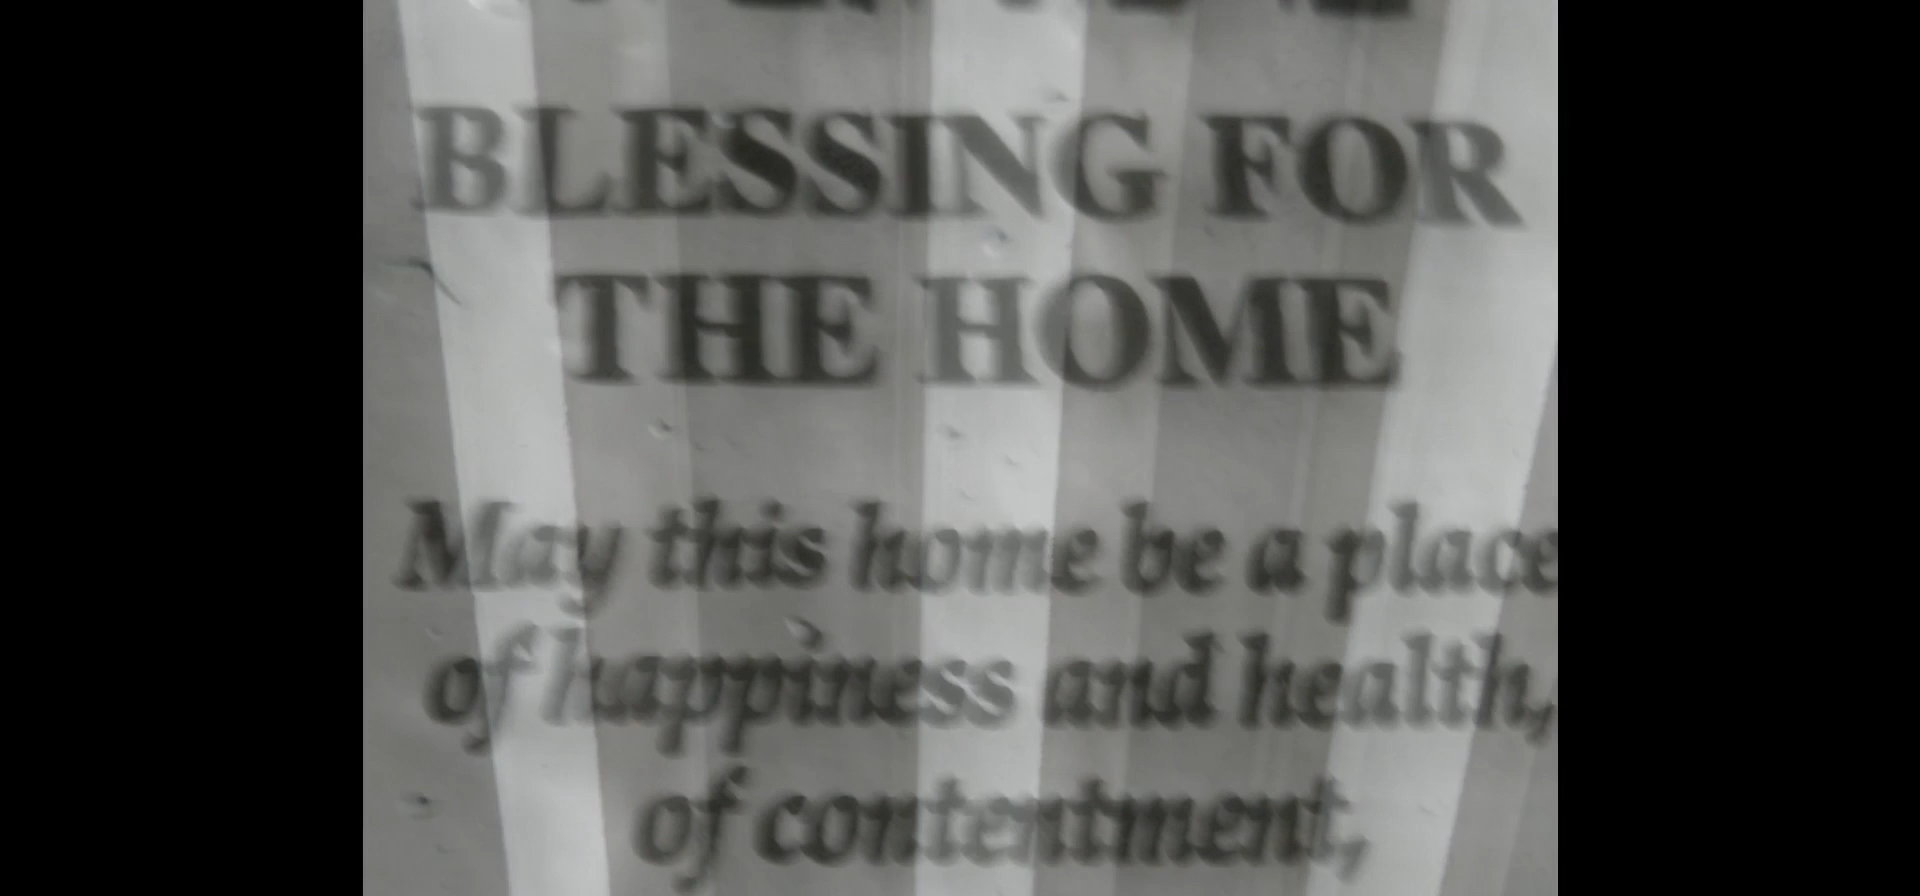 BLESSING FOR
THE HOME
May this home be a place
of happiness and health,
of contentment,